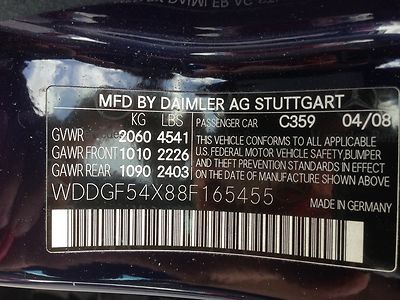 MFD BY DAIMLER AG STUTTGART
KG LBS PASSENGER CAR C359 04/08
GVWR 2060 4541
GAWR FRONT 1010 2226
GAWR REAR 1090 2403
THIS VEHICLE CONFORMS TO ALL APPLICABLE
U.S. FEDERAL MOTOR VEHICLE SAFETY,BUMPER
AND THEFT PREVENTION STANDARDS IN EFFECT
ON THE DATE OF MANUFACTURE SHOWN ABOVE.
WDDGF54X88F165455
MADE IN GERMANY